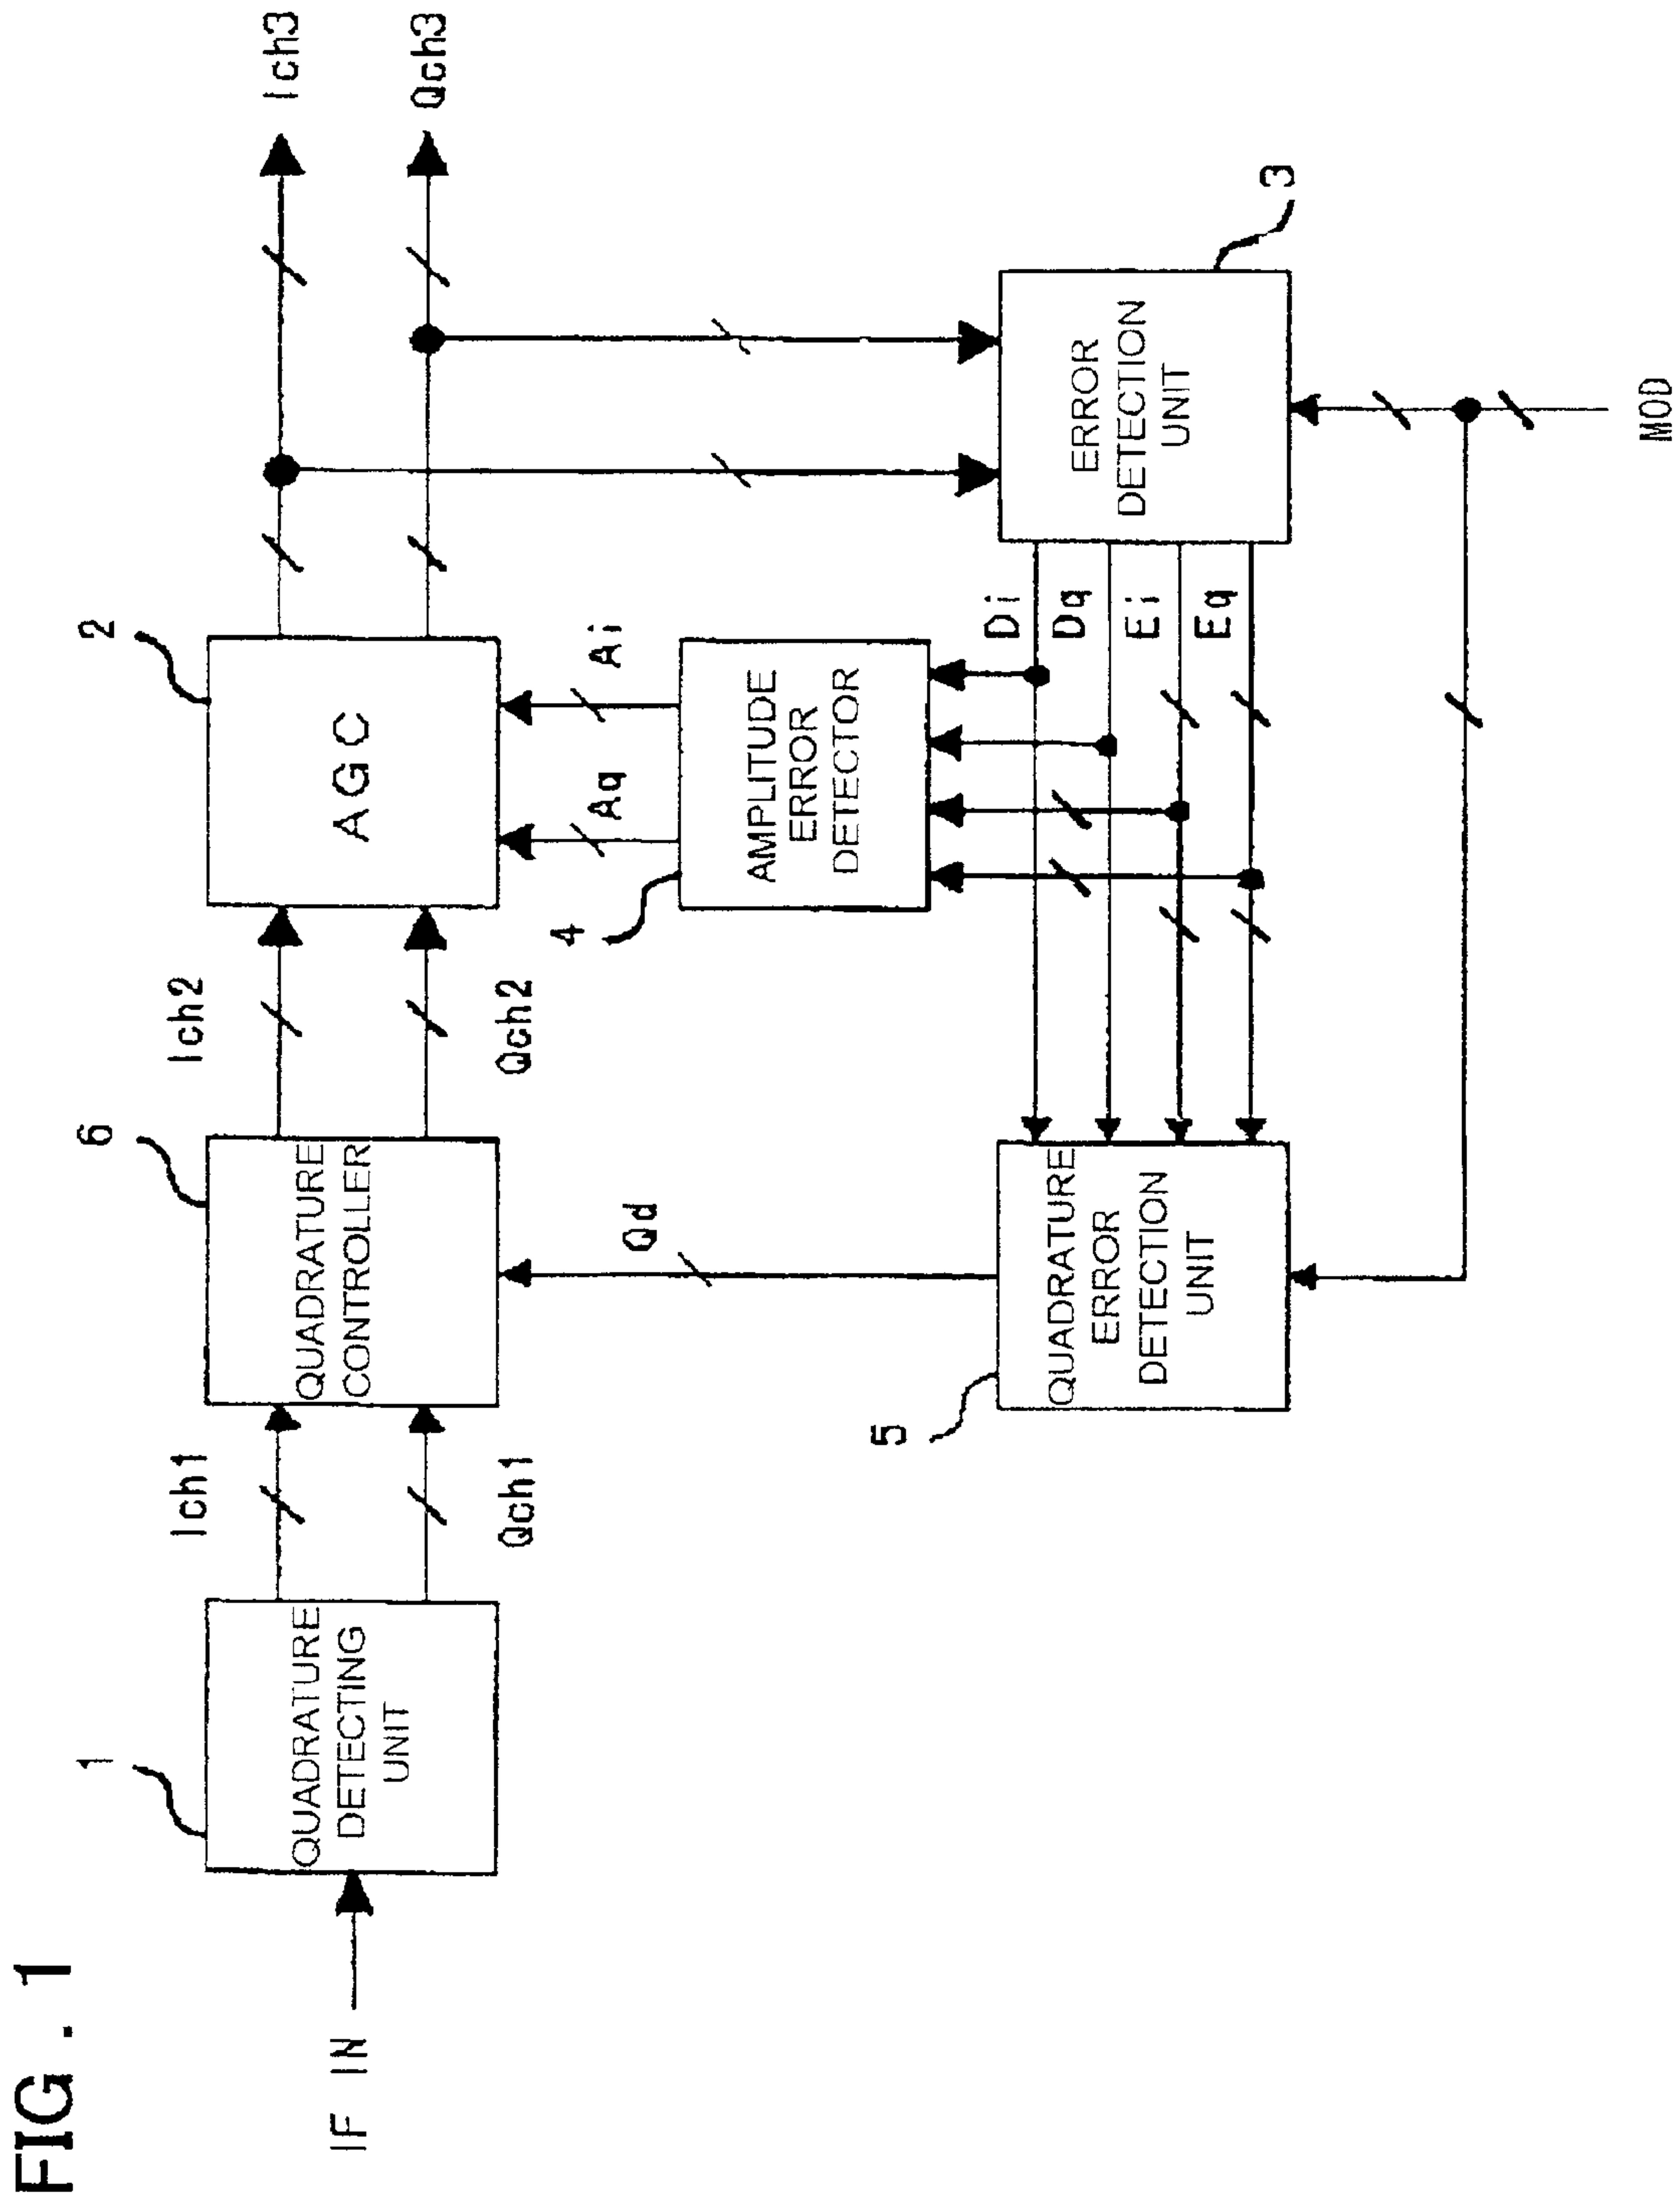 FIG. 1
IF IN
1
QUADRATURE
DETECTING
UNIT
Ich1
Qch1
6
QUADRATURE
CONTROLLER
Ich2
Qch2
2
AGC
Ich3
Qch3
Aq
Ai
4
AMPLITUDE
ERROR
DETECTOR
Qd
5
QUADRATURE
ERROR
DETECTION
UNIT
Di
Dq
Ei
Eq
3
ERROR
DETECTION
UNIT
MOD